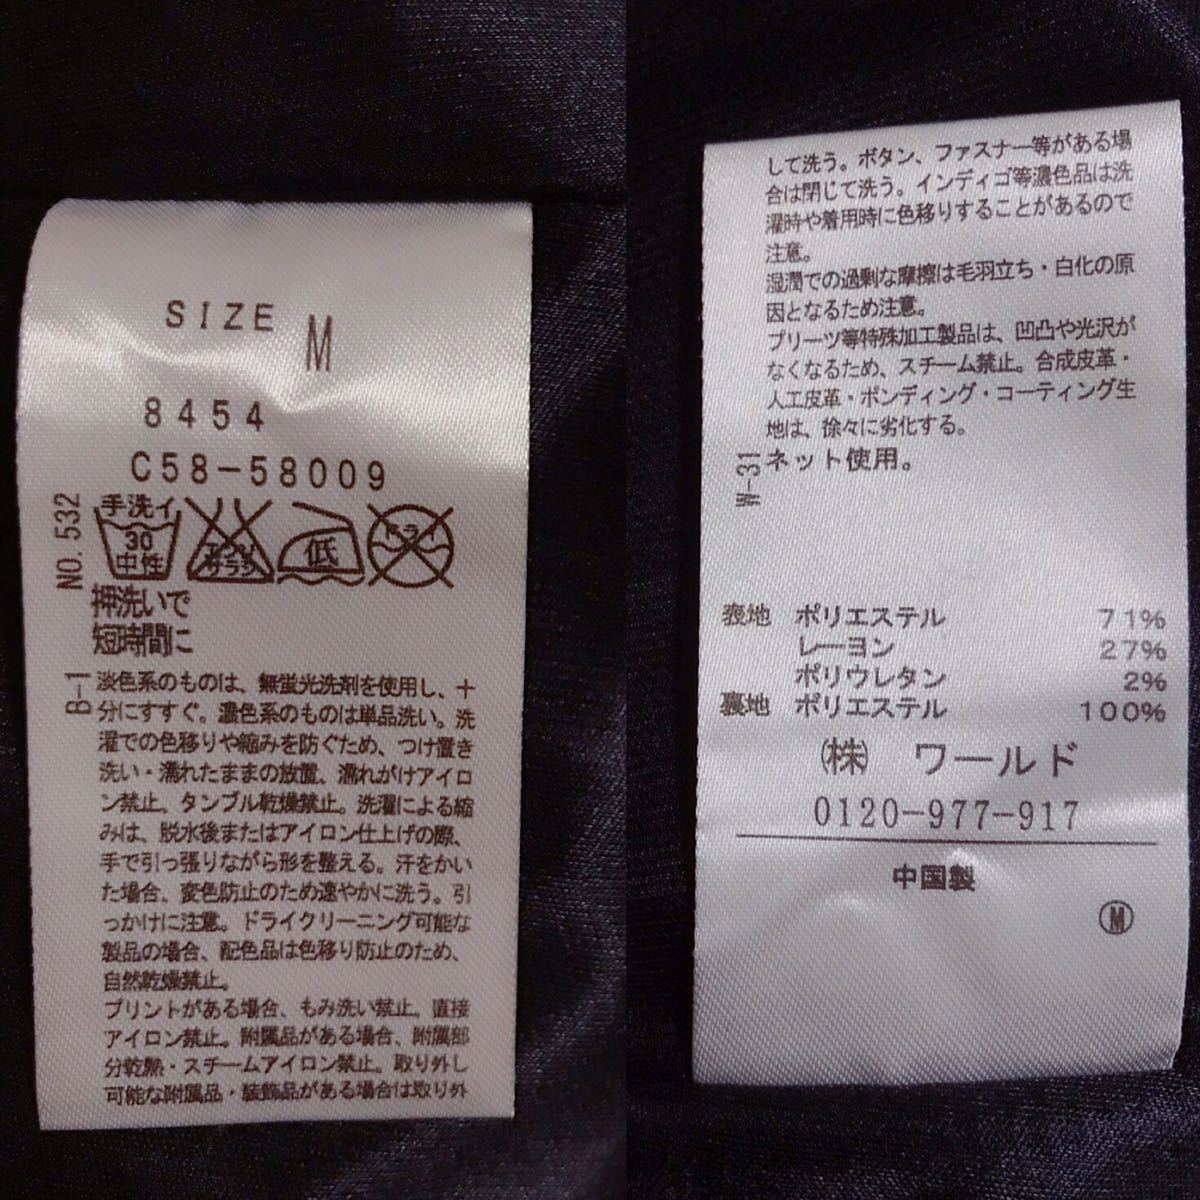 SIZE M
8454
C58-58009
NO. 532
手洗イ
30
中性
エンソ
サラシ
低
ドライ
押洗いで
短時間に
B-1
淡色系のものは、無蛍光洗剤を使用し、十
分にすすぐ。濃色系のものは単品洗い。洗
濯での色移りや縮みを防ぐため、つけ置き
洗い・濡れたままの放置、濡れがけアイロ
ン禁止、タンブル乾燥禁止。洗濯による縮
みは、脱水後またはアイロン仕上げの際、
手で引っ張りながら形を整える。汗をかい
た場合、変色防止のため速やかに洗う。引
っかけに注意。ドライクリーニング可能な
製品の場合、配色品は色移り防止のため、
自然乾燥禁止。
プリントがある場合、もみ洗い禁止。直接
アイロン禁止。附属品がある場合、附属部
分乾熱・スチームアイロン禁止。取り外し
可能な附属品・装飾品がある場合は取り外
して洗う。ボタン、ファスナー等がある場
合は閉じて洗う。インディゴ等濃色品は洗
濯時や着用時に色移りすることがあるので
注意。
湿潤での過剰な摩擦は毛羽立ち・白化の原
因となるため注意。
プリーツ等特殊加工製品は、凹凸や光沢が
なくなるため、スチーム禁止。合成皮革・
人工皮革・ボンディング・コーティング生
地は、徐々に劣化する。
W-31
ネット使用。
表地 ポリエステル 71%
レーヨン 27%
ポリウレタン 2%
裏地 ポリエステル 100%
㈱ ワールド
0120-977-917
中国製
Ⓜ